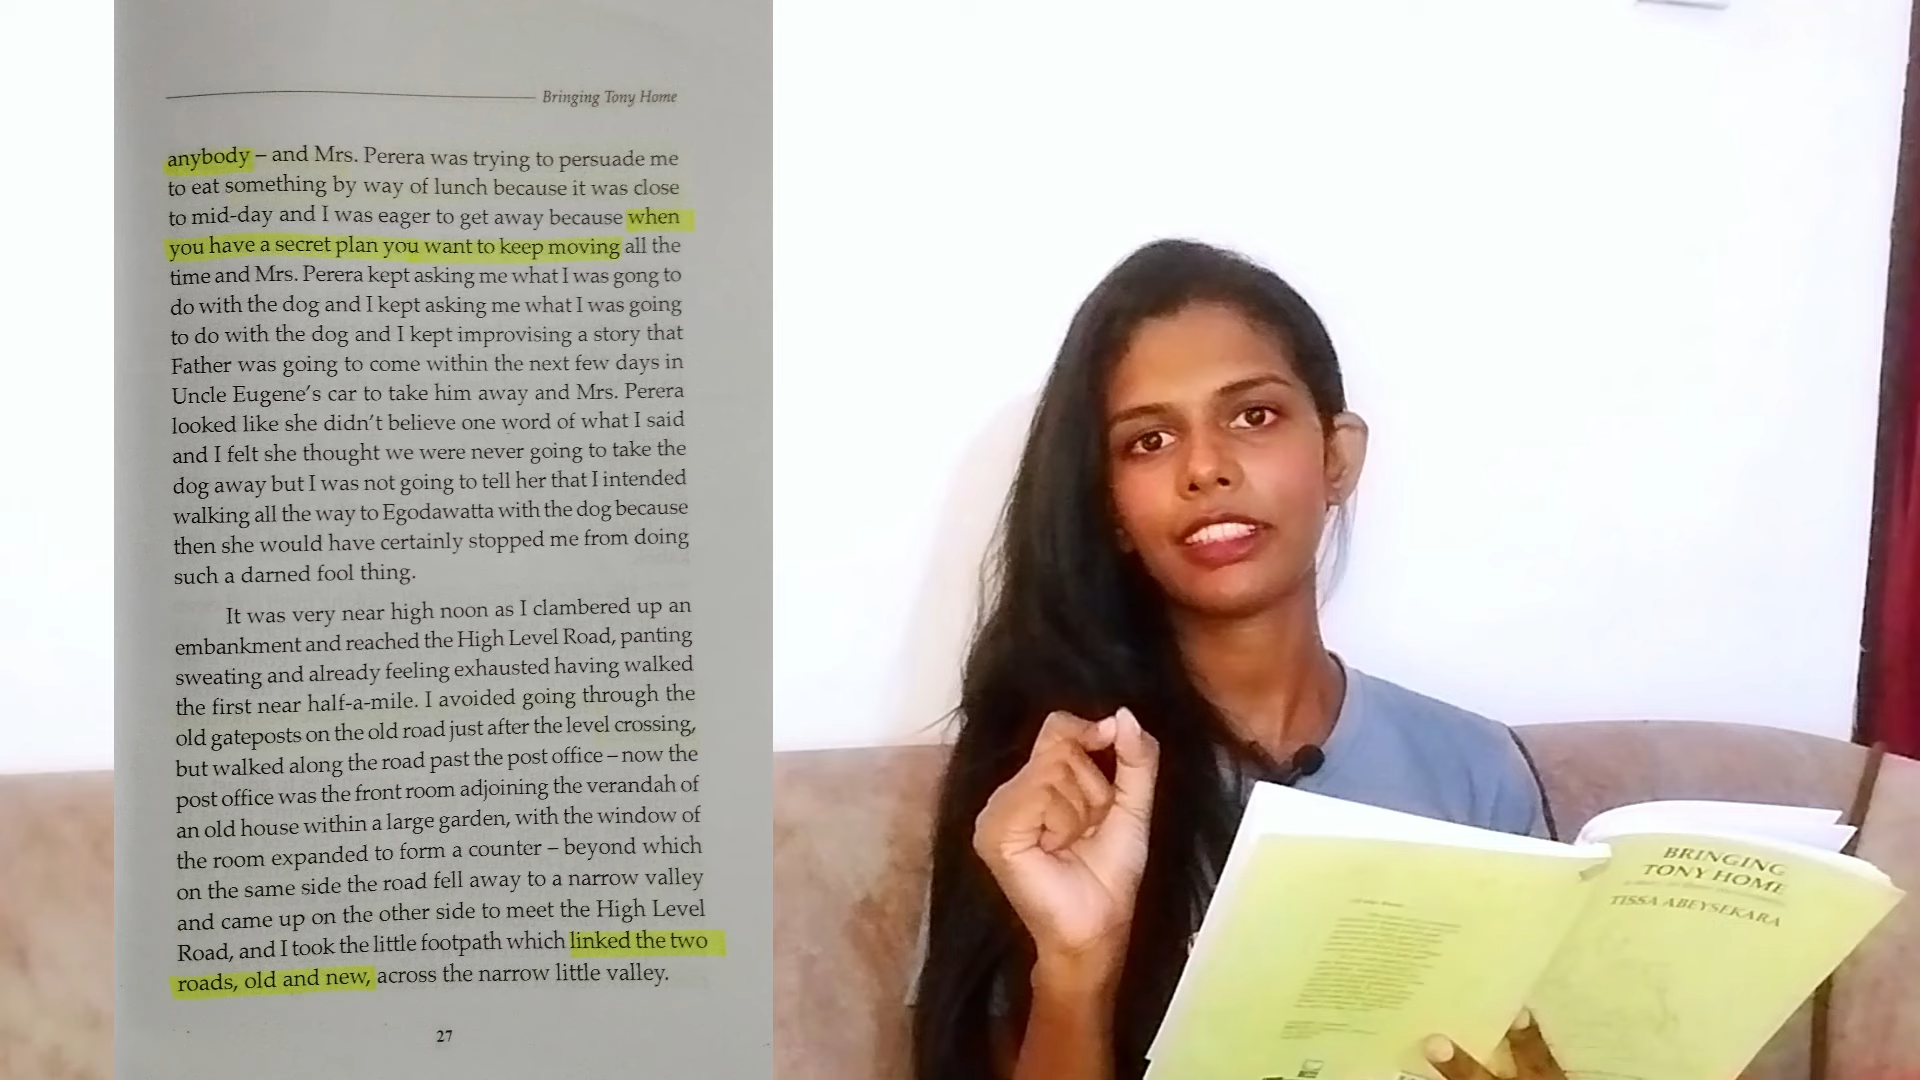 Bringing Tony Home
anybody – and Mrs. Perera was trying to persuade me
to eat something by way of lunch because it was close
to mid-day and I was eager to get away because when
you have a secret plan you want to keep moving all the
time and Mrs. Perera kept asking me what I was gong to
do with the dog and I kept asking me what I was going
to do with the dog and I kept improvising a story that
Father was going to come within the next few days in
Uncle Eugene's car to take him away and Mrs. Perera
looked like she didn't believe one word of what I said
and I felt she thought we were never going to take the
dog away but I was not going to tell her that I intended
walking all the way to Egodawatta with the dog because
then she would have certainly stopped me from doing
such a darned fool thing.
It was very near high noon as I clambered up an
embankment and reached the High Level Road, panting
sweating and already feeling exhausted having walked
the first near half-a-mile. I avoided going through the
old gateposts on the old road just after the level crossing,
but walked along the road past the post office – now the
post office was the front room adjoining the verandah of
an old house within a large garden, with the window of
the room expanded to form a counter – beyond which
on the same side the road fell away to a narrow valley
and came up on the other side to meet the High Level
Road, and I took the little footpath which linked the two
roads, old and new, across the narrow little valley.
27
BRINGING
TONY HOME
TISSA ABEYSEKARA